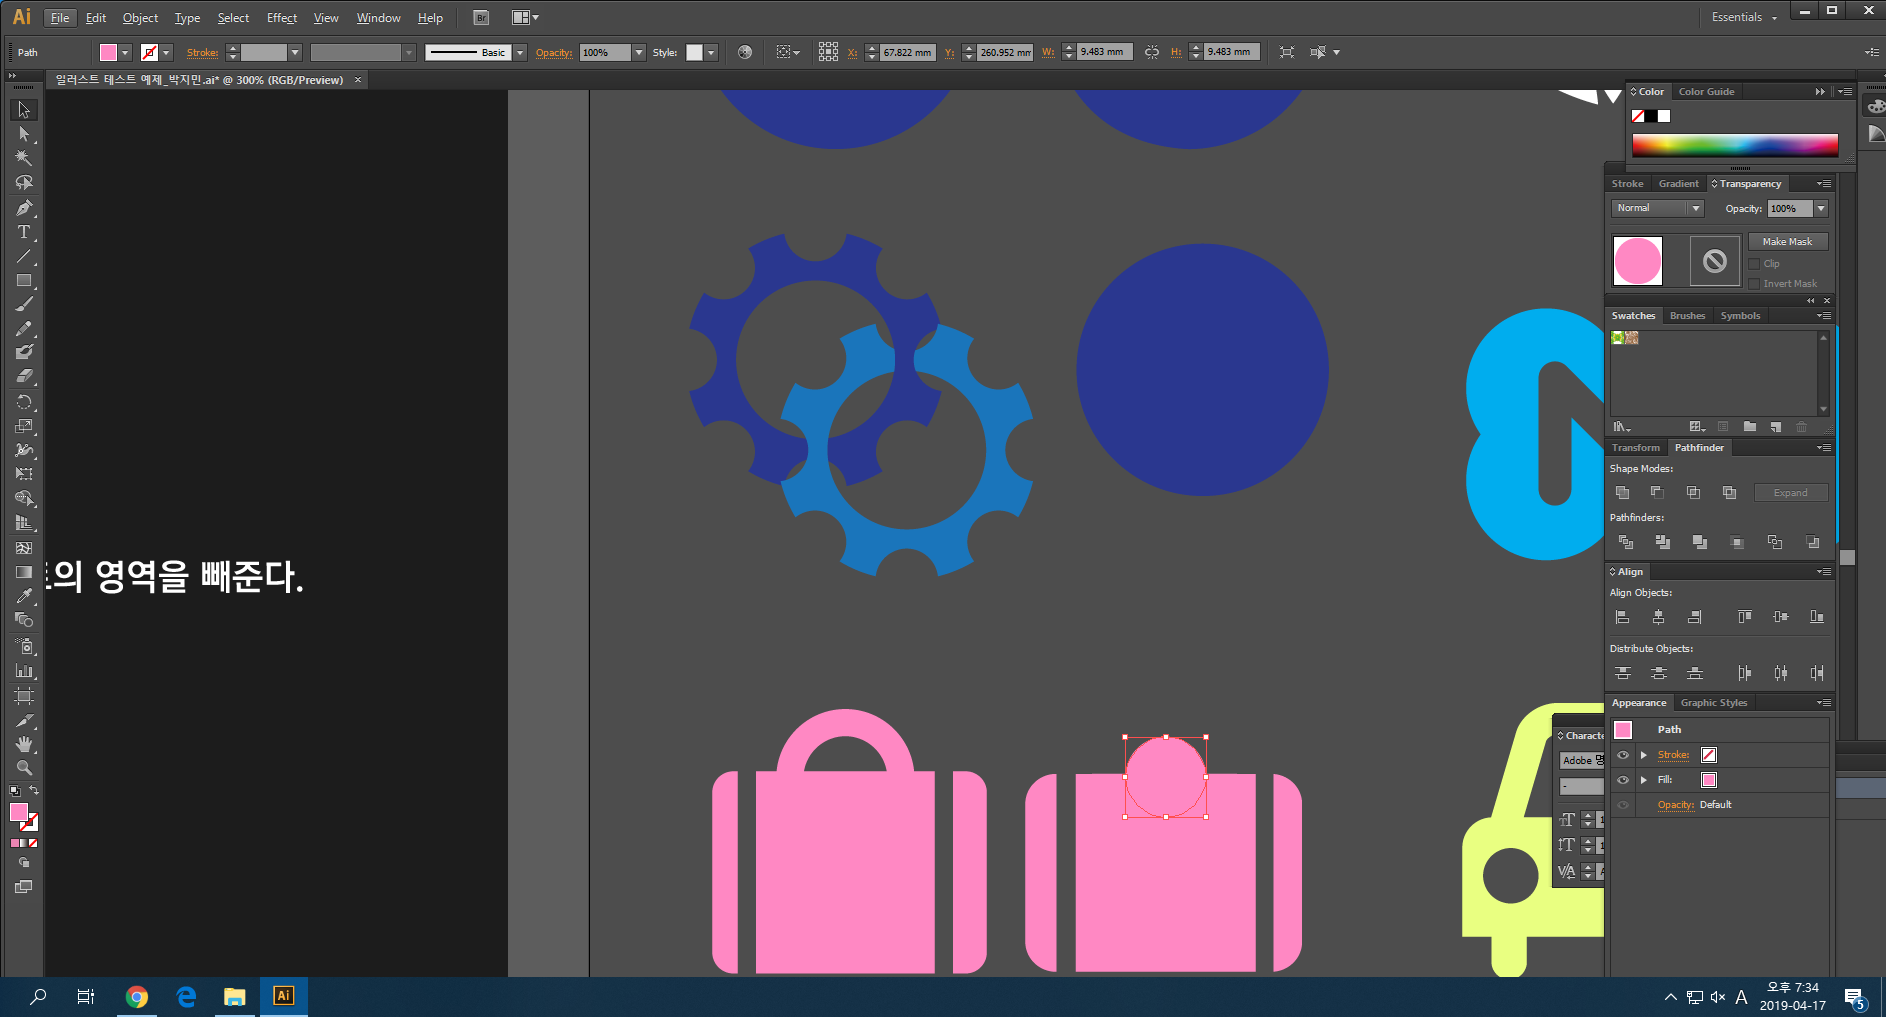 Ai File Edit Object Type Select Effect View Window Help Br Essentials
Path Stroke: Basic Opacity: 100% Style: X: 67.822 mm Y: 260.952 mm W: 9.483 mm H: 9.483 mm
일러스트 테스트 예제_박지민.ai* @ 300% (RGB/Preview) ×
Color Color Guide
Stroke Gradient Transparency
Normal Opacity: 100%
Make Mask
Clip
Invert Mask
Swatches Brushes Symbols
Transform Pathfinder
Shape Modes:
Expand
Pathfinders:
Align
Align Objects:
의 영역을 빼준다.
Distribute Objects:
Appearance Graphic Styles
Path
Stroke:
Fill:
Opacity: Default
Characte
Adobe 명
-
Ai
A
오후 7:34
2019-04-17
5